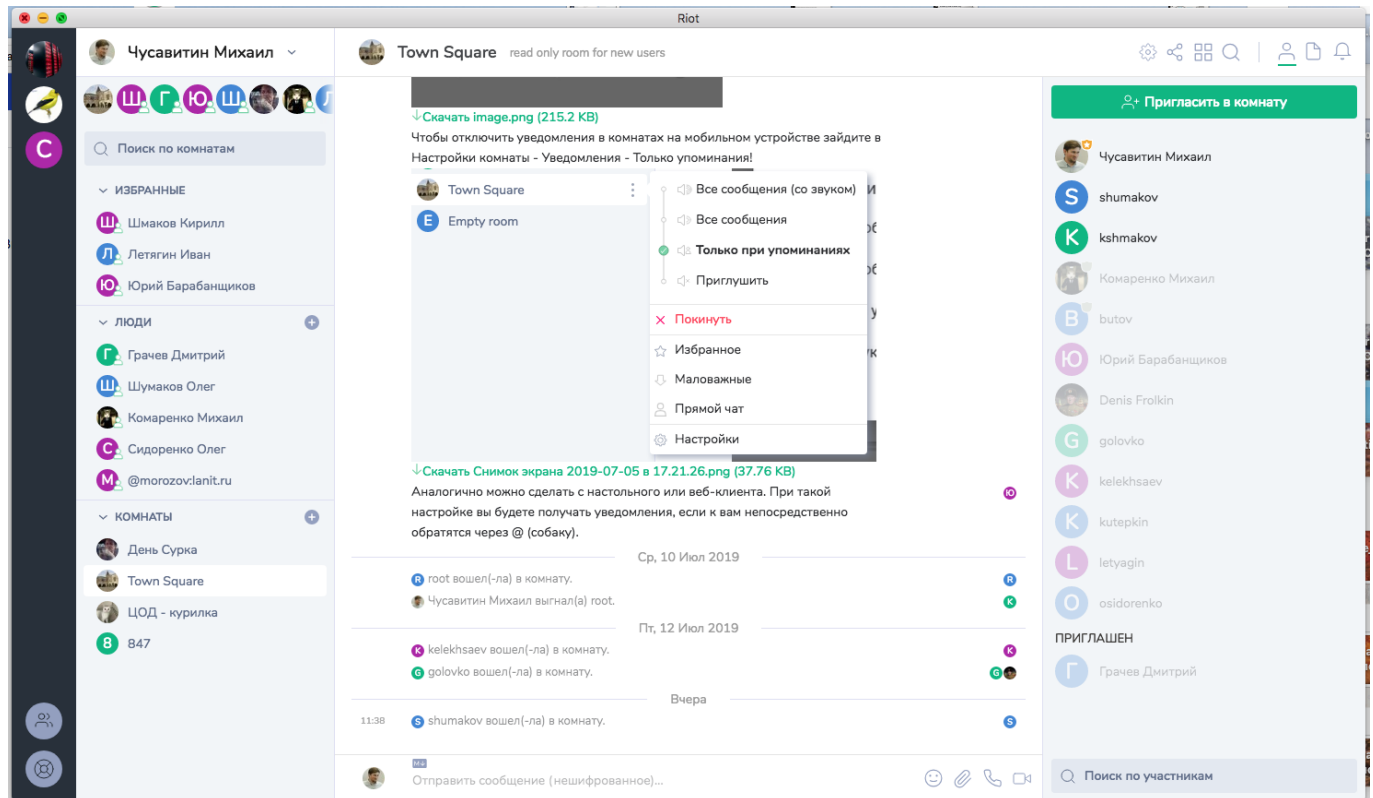 Riot
Чусавитин Михаил
Ш Г Ю Ш
С
Поиск по комнатам
ИЗБРАННЫЕ
Ш Шмаков Кирилл
Л Летягин Иван
Ю Юрий Барабанщиков
ЛЮДИ
Г Грачев Дмитрий
Ш Шумаков Олег
Комаренко Михаил
С Сидоренко Олег
М @morozov:lanit.ru
КОМНАТЫ
День Сурка
Town Square
ЦОД - курилка
8 847
Town Square read only room for new users
Скачать image.png (215.2 KB)
Чтобы отключить уведомления в комнатах на мобильном устройстве зайдите в
Настройки комнаты - Уведомления - Только упоминания!
Town Square
E Empty room
Все сообщения (со звуком)
Все сообщения
Только при упоминаниях
Приглушить
Покинуть
Избранное
Маловажные
Прямой чат
Настройки
Скачать Снимок экрана 2019-07-05 в 17.21.26.png (37.76 KB)
Аналогично можно сделать с настольного или веб-клиента. При такой
настройке вы будете получать уведомления, если к вам непосредственно
обратятся через @ (собаку).
Ю
Ср, 10 Июл 2019
R root вошел(-ла) в комнату. R
Чусавитин Михаил выгнал(а) root. K
Пт, 12 Июл 2019
K kelekhsaev вошел(-ла) в комнату. K
G golovko вошел(-ла) в комнату. G
Вчера
11:38 S shumakov вошел(-ла) в комнату. S
M↓
Отправить сообщение (нешифрованное)...
Пригласить в комнату
Чусавитин Михаил
S shumakov
K kshmakov
Комаренко Михаил
B butov
Ю Юрий Барабанщиков
Denis Frolkin
G golovko
K kelekhsaev
K kutepkin
L letyagin
O osidorenko
ПРИГЛАШЕН
Г Грачев Дмитрий
Поиск по участникам